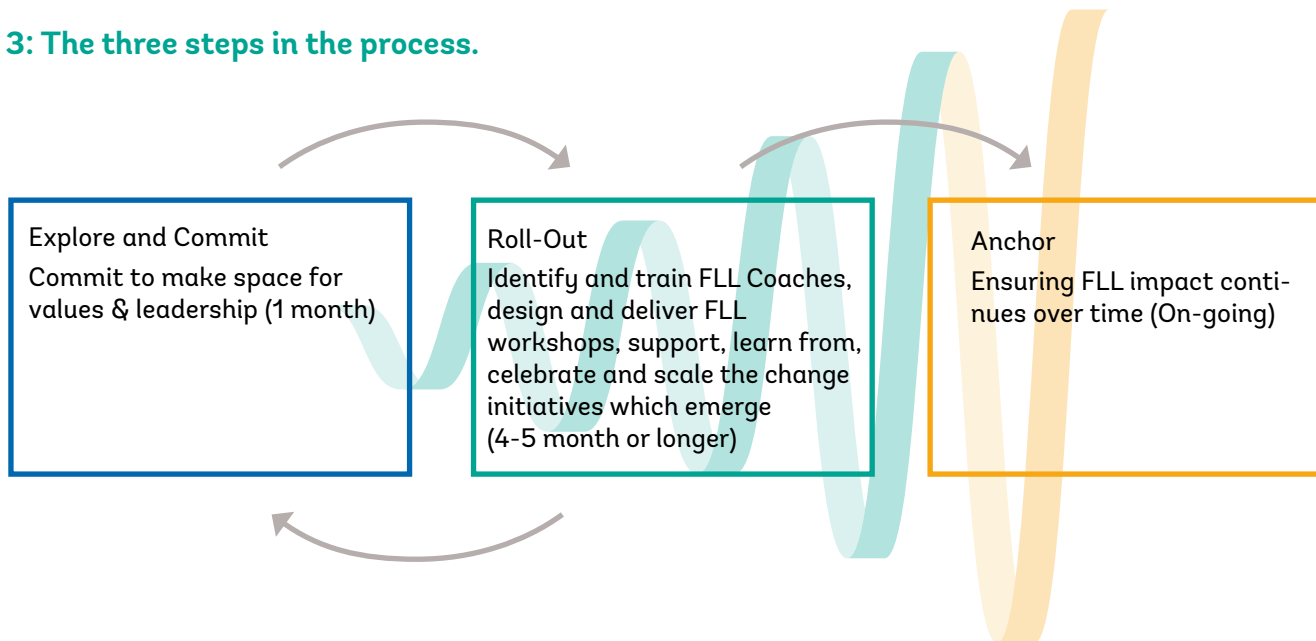 3: The three steps in the process.
Explore and Commit
Commit to make space for
values & leadership (1 month)
Roll-Out
Identify and train FLL Coaches,
design and deliver FLL
workshops, support, learn from,
celebrate and scale the change
initiatives which emerge
(4-5 month or longer)
Anchor
Ensuring FLL impact conti-
nues over time (On-going)